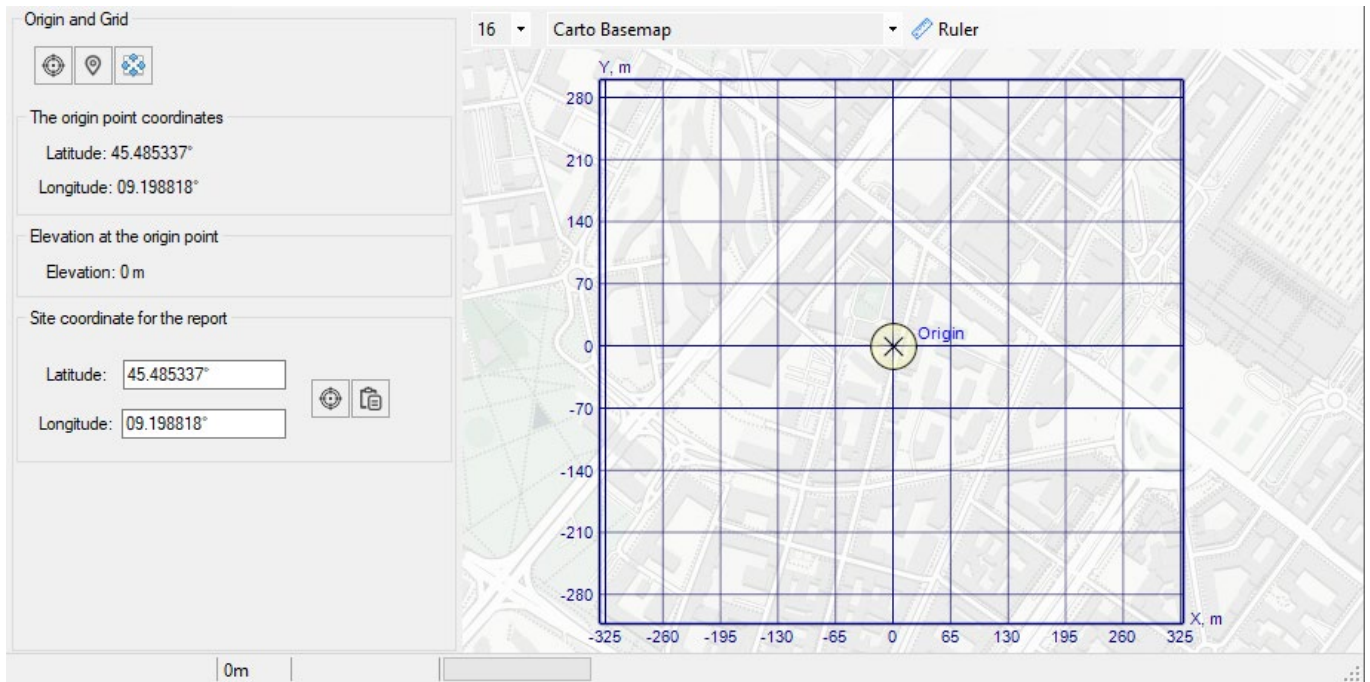 Origin and Grid
The origin point coordinates
Latitude: 45.485337°
Longitude: 09.198818°
Elevation at the origin point
Elevation: 0 m
Site coordinate for the report
Latitude: 45.485337°
Longitude: 09.198818°
16 Carto Basemap Ruler
Y, m
280
210
140
70
0
-70
-140
-210
-280
Origin
X, m
-325 -260 -195 -130 -65 0 65 130 195 260 325
0m